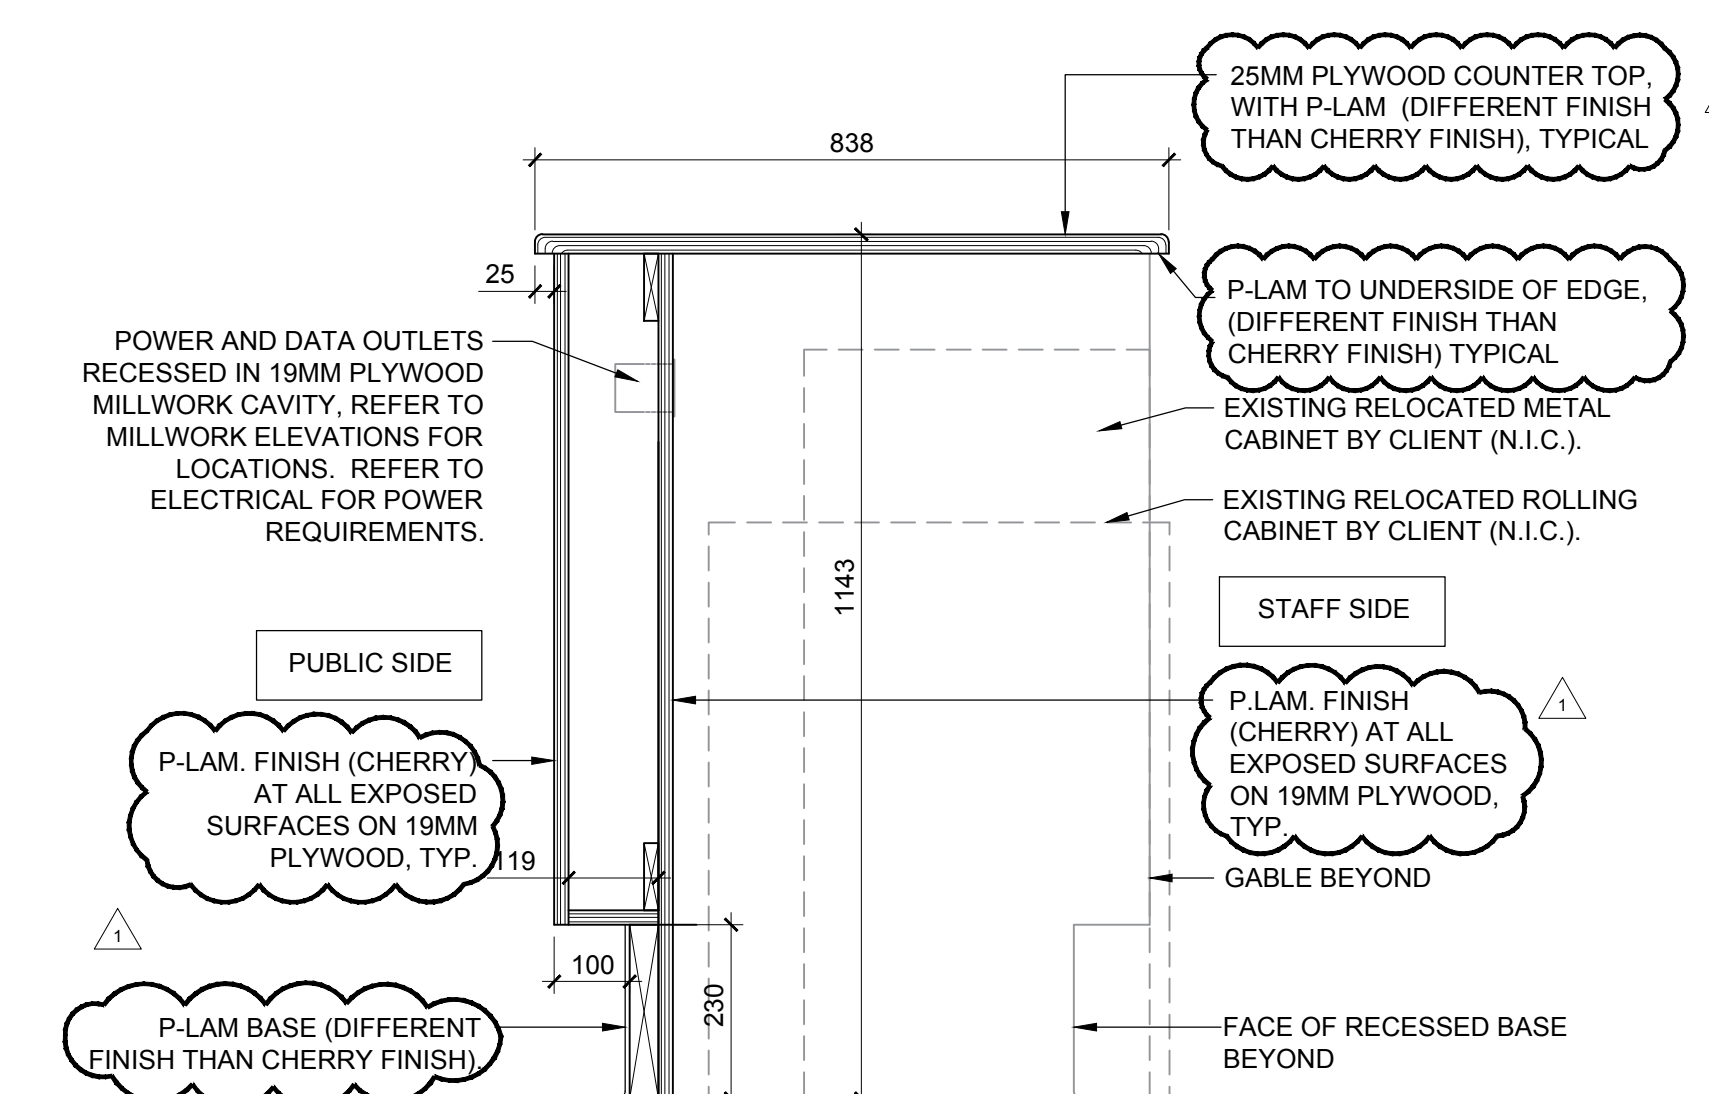 25MM PLYWOOD COUNTER TOP,
WITH P-LAM (DIFFERENT FINISH
THAN CHERRY FINISH), TYPICAL
838
25
P-LAM TO UNDERSIDE OF EDGE,
(DIFFERENT FINISH THAN
CHERRY FINISH) TYPICAL
POWER AND DATA OUTLETS
RECESSED IN 19MM PLYWOOD
MILLWORK CAVITY, REFER TO
MILLWORK ELEVATIONS FOR
LOCATIONS. REFER TO
ELECTRICAL FOR POWER
REQUIREMENTS.
EXISTING RELOCATED METAL
CABINET BY CLIENT (N.I.C.).
EXISTING RELOCATED ROLLING
CABINET BY CLIENT (N.I.C.).
1143
STAFF SIDE
PUBLIC SIDE
P.LAM. FINISH
(CHERRY) AT ALL
EXPOSED SURFACES
ON 19MM PLYWOOD,
TYP.
1
P-LAM. FINISH (CHERRY)
AT ALL EXPOSED
SURFACES ON 19MM
PLYWOOD, TYP.
119
GABLE BEYOND
1
100
230
P-LAM BASE (DIFFERENT
FINISH THAN CHERRY FINISH).
FACE OF RECESSED BASE
BEYOND